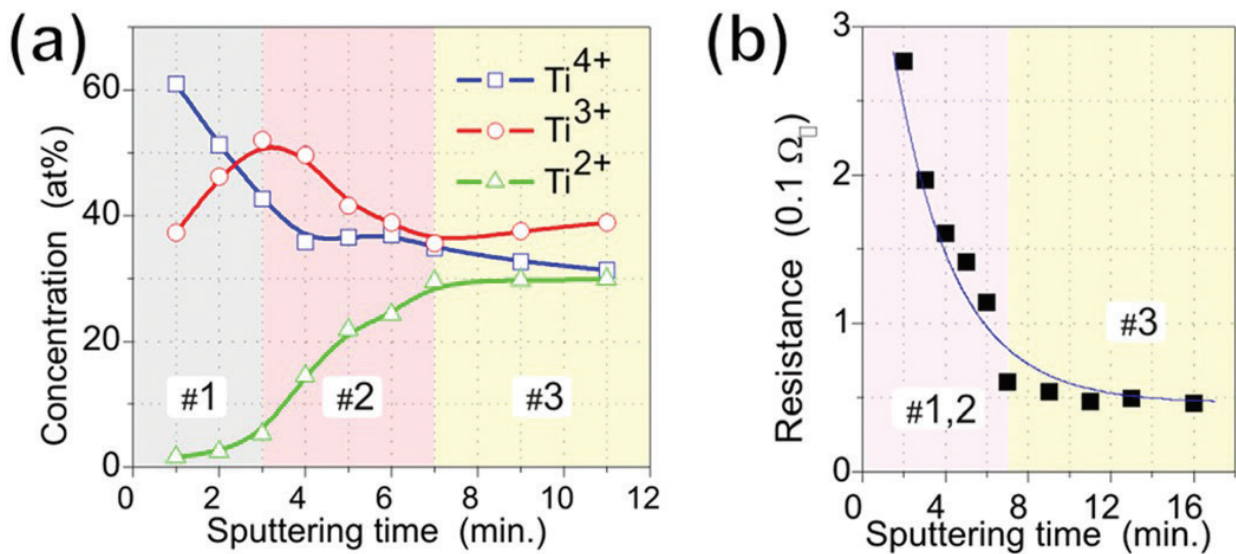 (a)
Concentration (at%)
60
40
20
0
Ti4+
Ti3+
Ti2+
#1
#2
#3
0 2 4 6 8 10 12
Sputtering time (min.)
(b)
Resistance (0.1 Ω□)
3
2
1
0
#3
#1,2
0 4 8 12 16
Sputtering time (min.)